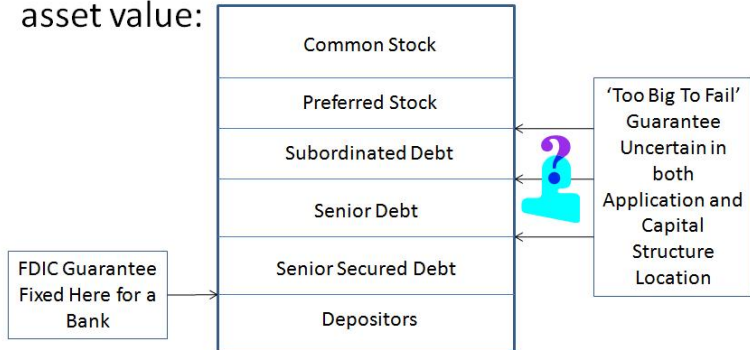 asset value:
Common Stock
Preferred Stock
Subordinated Debt
Senior Debt
Senior Secured Debt
Depositors
‘Too Big To Fail’
Guarantee
Uncertain in
both
Application and
Capital
Structure
Location
?
FDIC Guarantee
Fixed Here for a
Bank